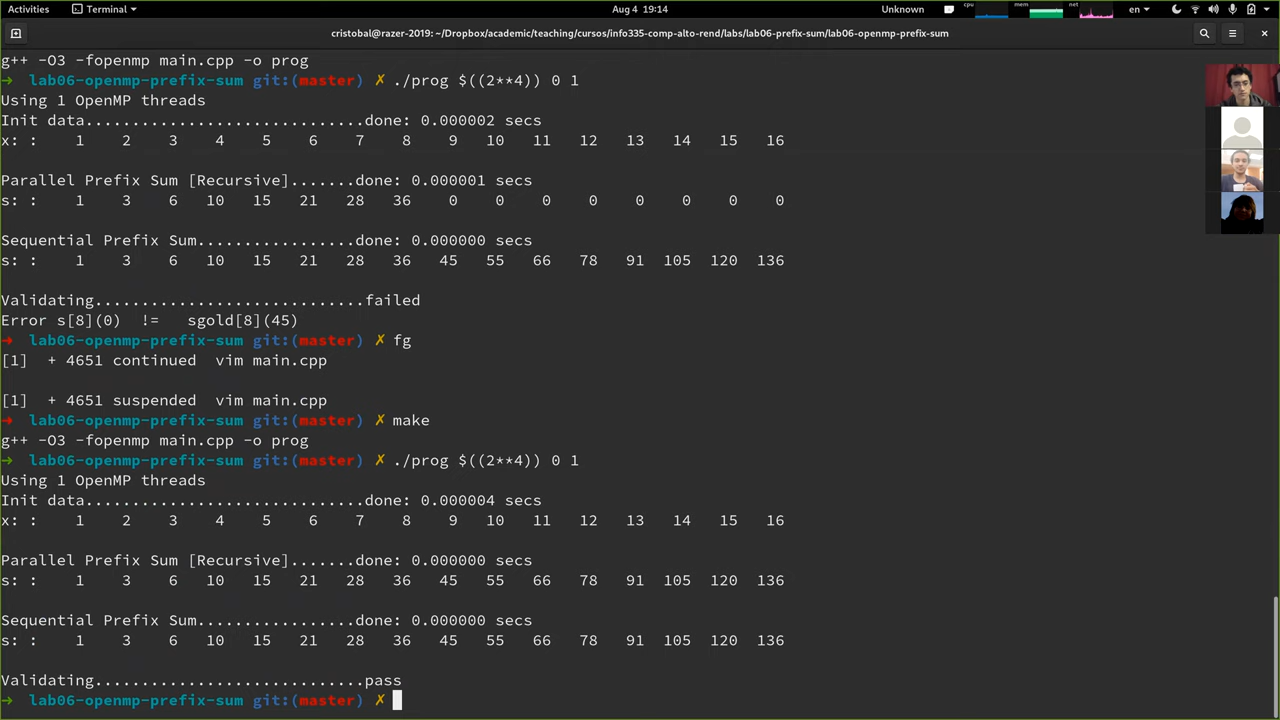 Activities Terminal Aug 4 19:14 Unknown cpu mem net en
cristobal@razer-2019: ~/Dropbox/academic/teaching/cursos/info335-comp-alto-rend/labs/lab06-prefix-sum/lab06-openmp-prefix-sum
g++ -O3 -fopenmp main.cpp -o prog
→ lab06-openmp-prefix-sum git:(master) ✗ ./prog $((2**4)) 0 1
Using 1 OpenMP threads
Init data.............................done: 0.000002 secs
x: : 1 2 3 4 5 6 7 8 9 10 11 12 13 14 15 16
Parallel Prefix Sum [Recursive].......done: 0.000001 secs
s: : 1 3 6 10 15 21 28 36 0 0 0 0 0 0 0 0
Sequential Prefix Sum.................done: 0.000000 secs
s: : 1 3 6 10 15 21 28 36 45 55 66 78 91 105 120 136
Validating............................failed
Error s[8](0) != sgold[8](45)
→ lab06-openmp-prefix-sum git:(master) ✗ fg
[1] + 4651 continued vim main.cpp
[1] + 4651 suspended vim main.cpp
→ lab06-openmp-prefix-sum git:(master) ✗ make
g++ -O3 -fopenmp main.cpp -o prog
→ lab06-openmp-prefix-sum git:(master) ✗ ./prog $((2**4)) 0 1
Using 1 OpenMP threads
Init data.............................done: 0.000004 secs
x: : 1 2 3 4 5 6 7 8 9 10 11 12 13 14 15 16
Parallel Prefix Sum [Recursive].......done: 0.000000 secs
s: : 1 3 6 10 15 21 28 36 45 55 66 78 91 105 120 136
Sequential Prefix Sum.................done: 0.000000 secs
s: : 1 3 6 10 15 21 28 36 45 55 66 78 91 105 120 136
Validating............................pass
→ lab06-openmp-prefix-sum git:(master) ✗